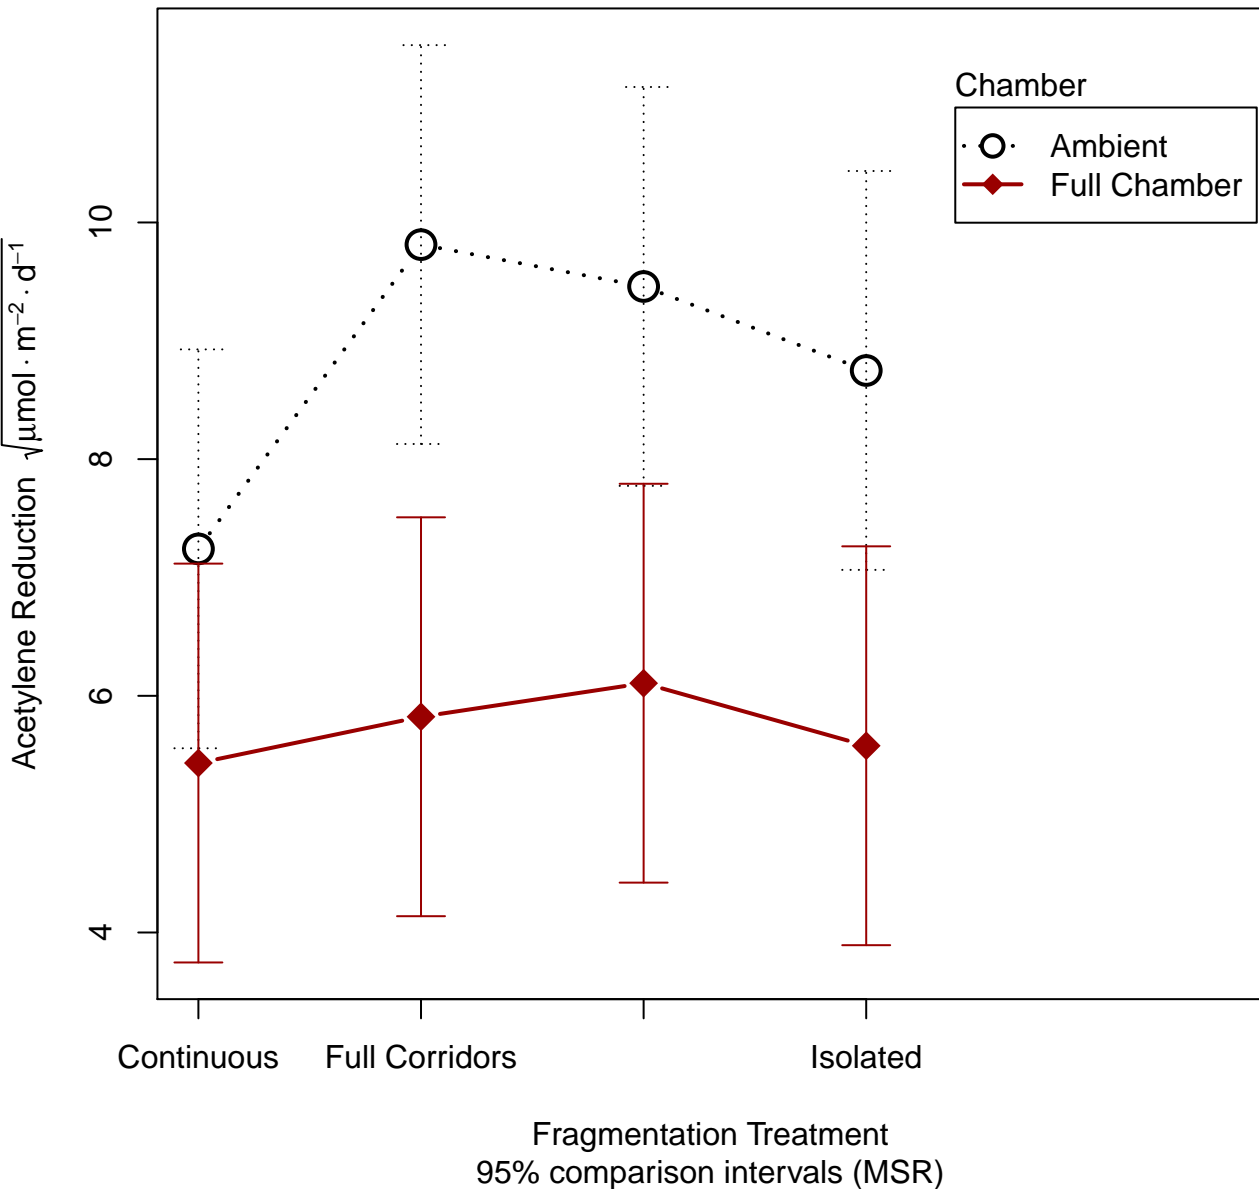 Chamber
Ambient
Full Chamber
10
8
6
4
Acetylene Reduction √μmol · m⁻² · d⁻¹
Continuous Full Corridors Isolated
Fragmentation Treatment
95% comparison intervals (MSR)